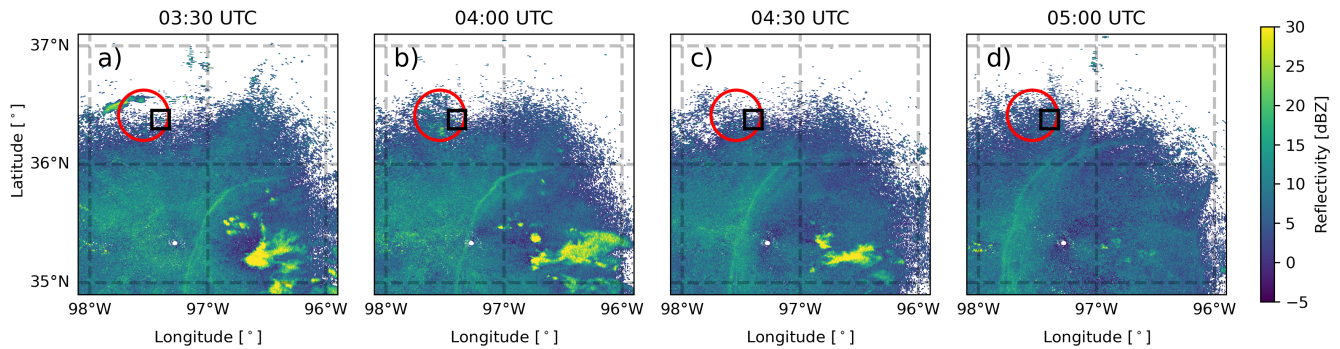 03:30 UTC 04:00 UTC 04:30 UTC 05:00 UTC
a) b) c) d)
37°N
36°N
35°N
Latitude [°]
98°W 97°W 96°W 98°W 97°W 96°W 98°W 97°W 96°W 98°W 97°W 96°W
Longitude [°] Longitude [°] Longitude [°] Longitude [°]
30
25
20
15
10
5
0
−5
Reflectivity [dBZ]